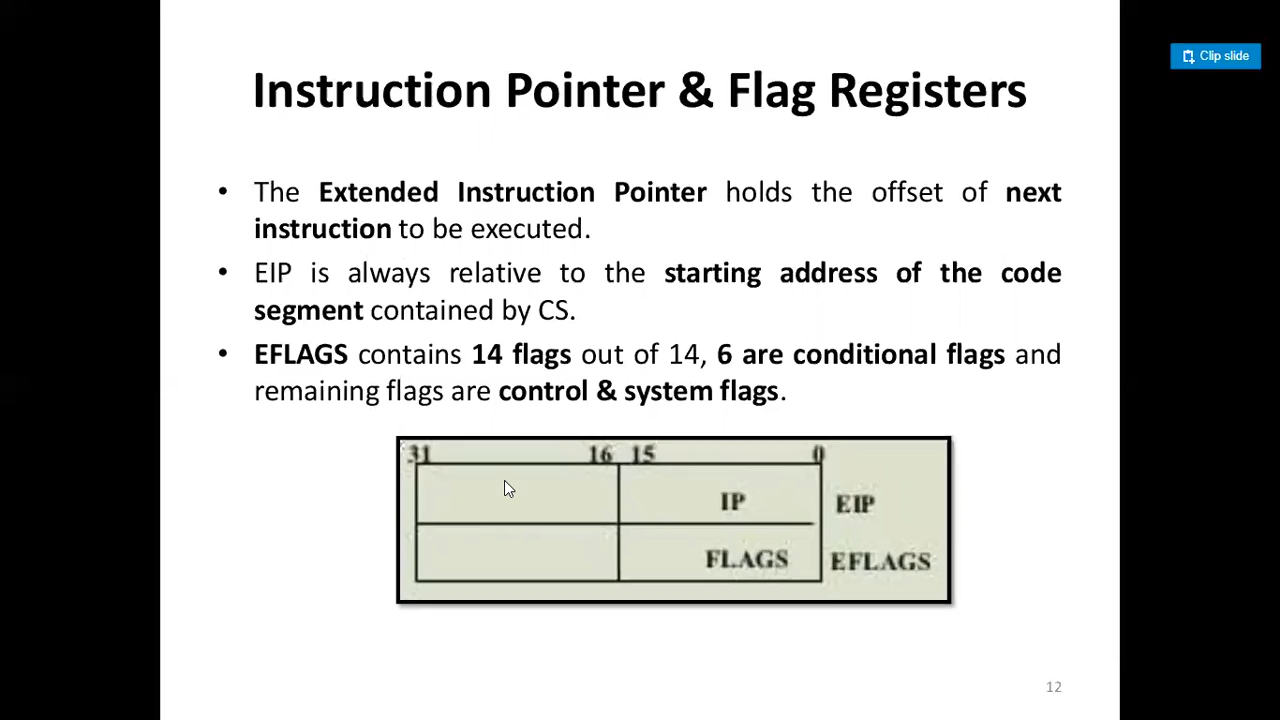 Clip slide
Instruction Pointer & Flag Registers
• The Extended Instruction Pointer holds the offset of next
instruction to be executed.
• EIP is always relative to the starting address of the code
segment contained by CS.
• EFLAGS contains 14 flags out of 14, 6 are conditional flags and
remaining flags are control & system flags.
31 16 15 0
IP EIP
FLAGS EFLAGS
12